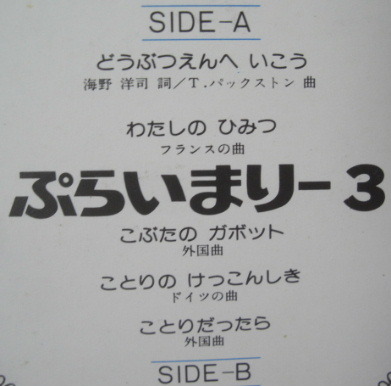 SIDE-A
どうぶつえんへ いこう
海野 洋司 詞/T.パックストン 曲
わたしの ひみつ
フランスの曲
ぷらいまりー3
こぶたの ガボット
外国曲
ことりの けっこんしき
ドイツの曲
ことりだったら
外国曲
SIDE-B